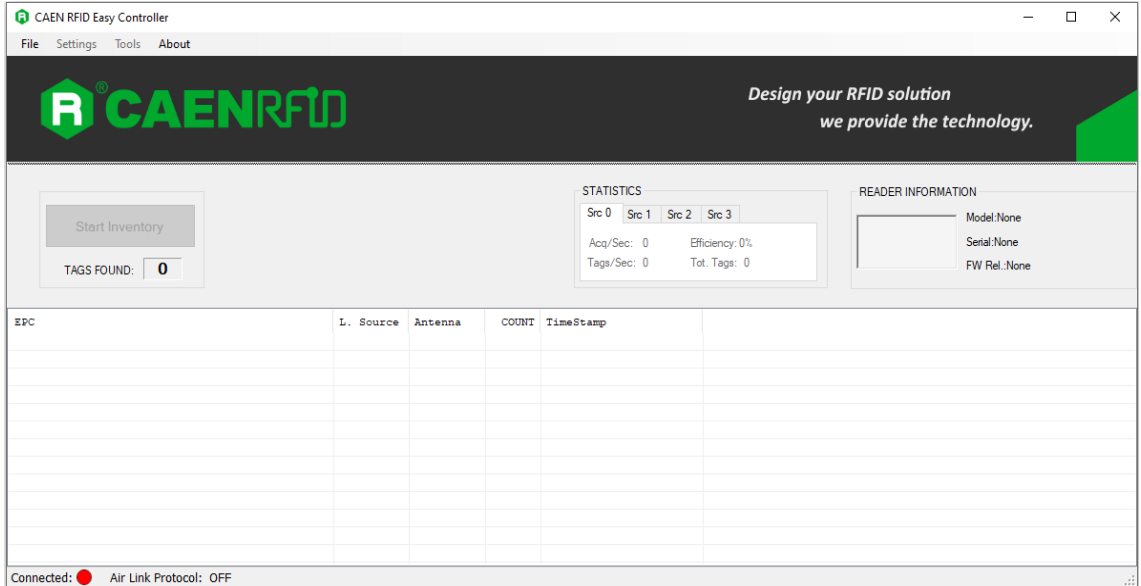 CAEN RFID Easy Controller
File Settings Tools About
R®CAENRFID
Design your RFID solution
we provide the technology.
Start Inventory
TAGS FOUND: 0
STATISTICS
Src 0 Src 1 Src 2 Src 3
Acq/Sec: 0 Efficiency: 0%
Tags/Sec: 0 Tot. Tags: 0
READER INFORMATION
Model:None
Serial:None
FW Rel.:None
EPC L. Source Antenna COUNT TimeStamp
Connected: Air Link Protocol: OFF